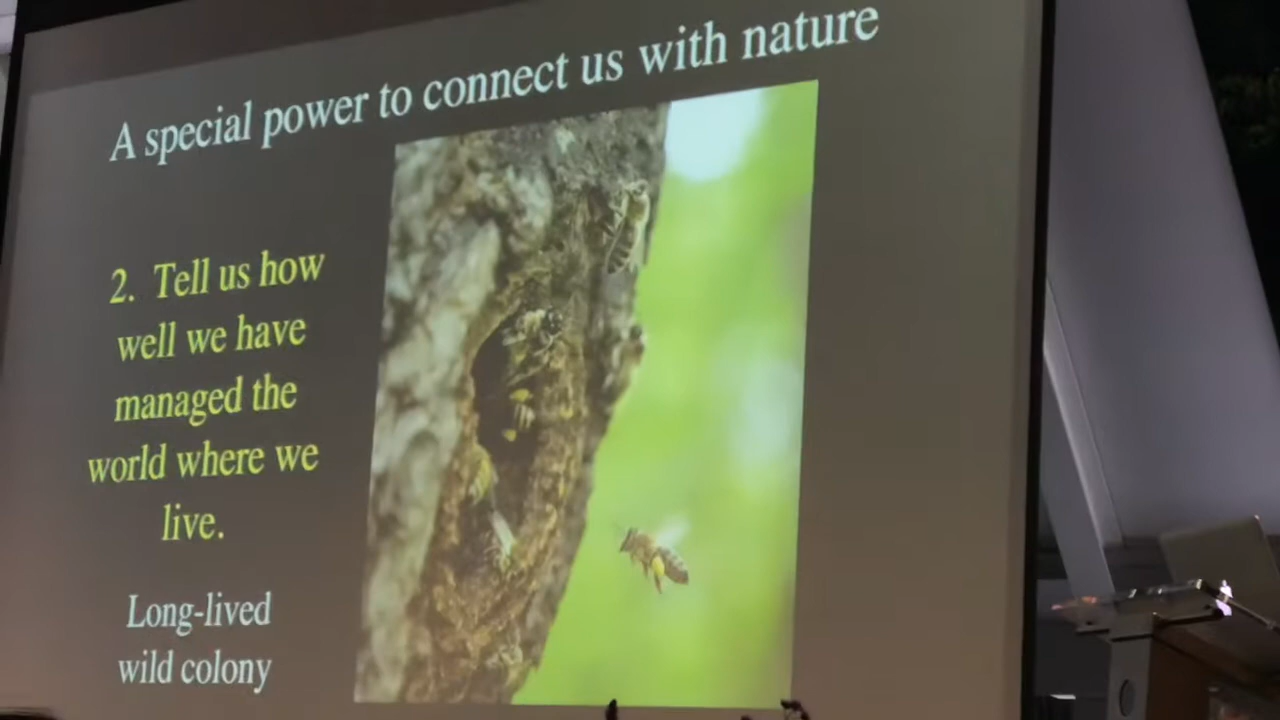 A special power to connect us with nature
2. Tell us how
well we have
managed the
world where we
live.
Long-lived
wild colony